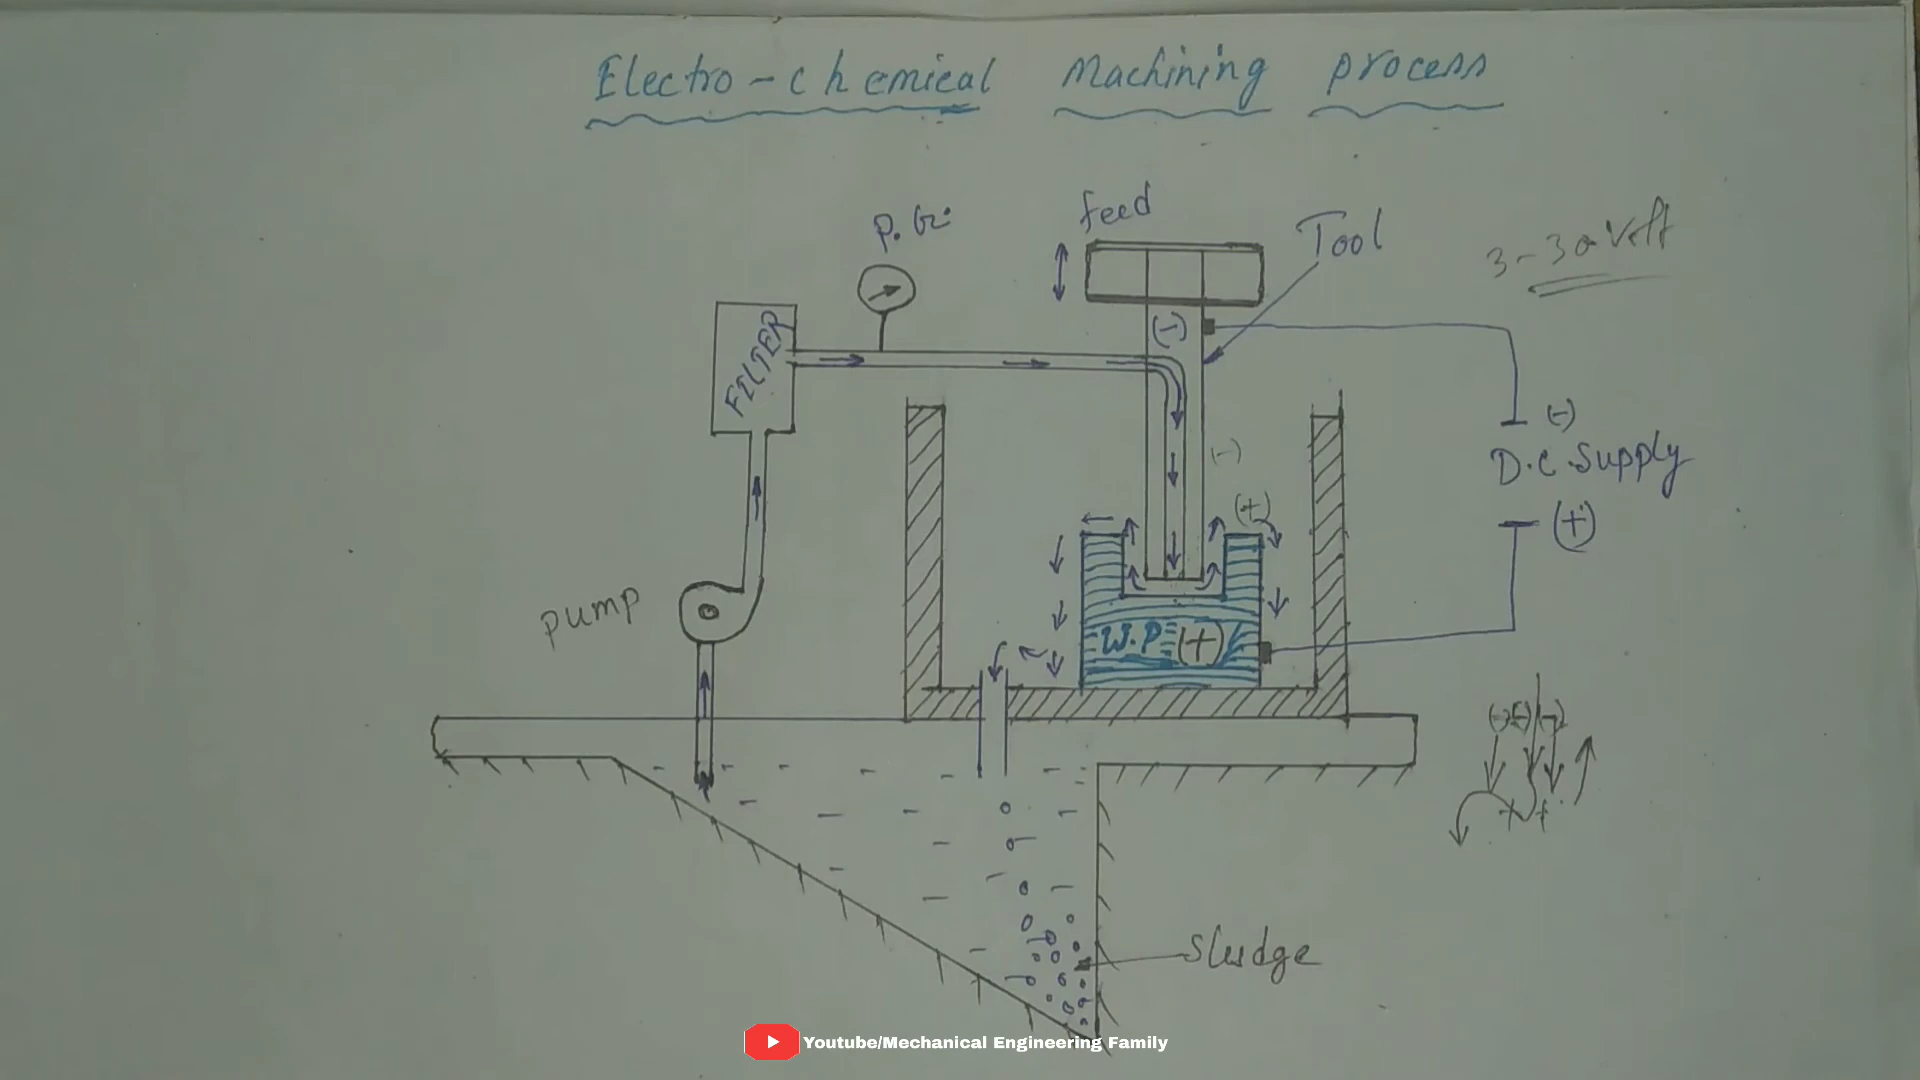 Electro-chemical Machining process
Feed
P.G.
Tool
3-30 Volt
FILTER
(-)
(-)
(-)
D.C. Supply
(+)
(+)
pump
W.P (+)
(-)(-)(-)
+ +
Sludge
Youtube/Mechanical Engineering Family